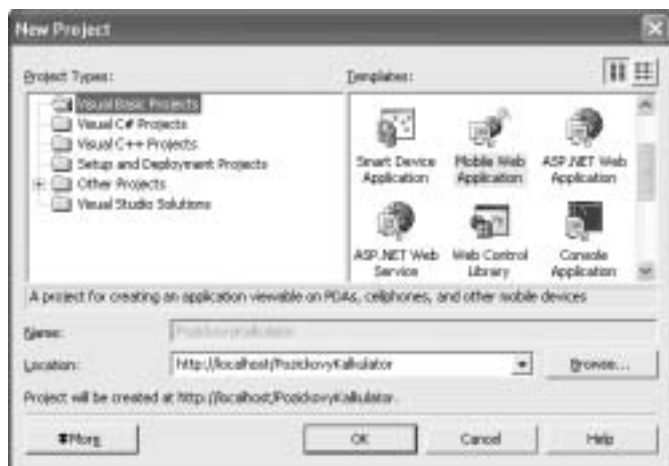 New Project
Project Types:
Templates:
Visual Basic Projects
Visual C# Projects
Visual C++ Projects
Setup and Deployment Projects
Other Projects
Visual Studio Solutions
Smart Device Application
Mobile Web Application
ASP.NET Web Application
ASP.NET Web Service
Web Control Library
Console Application
A project for creating an application viewable on PDAs, cellphones, and other mobile devices
Name:
PozickovyKalkulator
Location:
http://localhost/PozickovyKalkulator
Browse...
Project will be created at http://localhost/PozickovyKalkulator.
More
OK
Cancel
Help